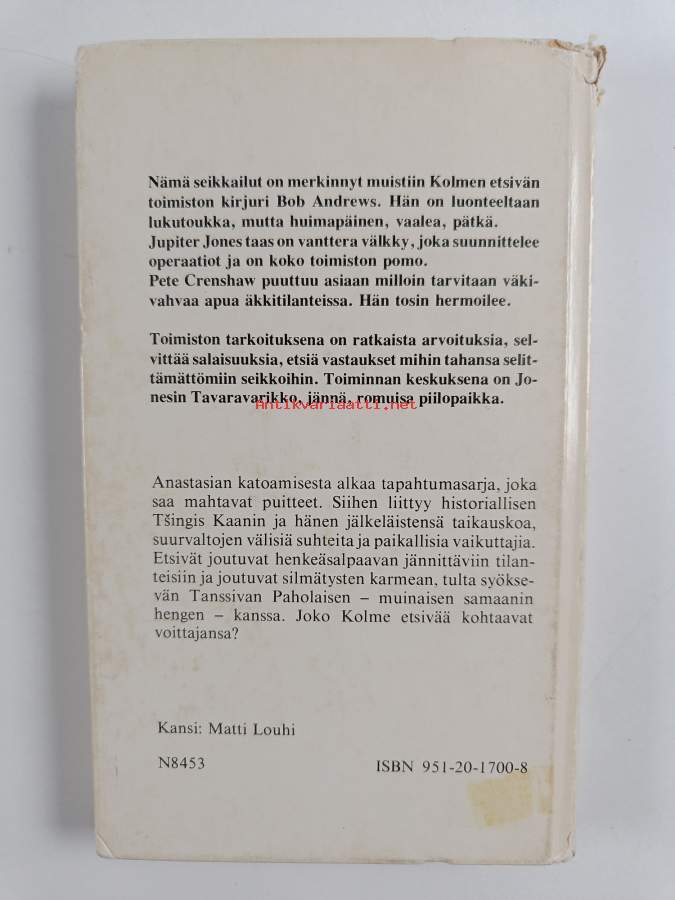 Nämä seikkailut on merkinnyt muistiin Kolmen etsivän
toimiston kirjuri Bob Andrews. Hän on luonteeltaan
lukutoukka, mutta huimapäinen, vaalea, pätkä.
Jupiter Jones taas on vanttera välkky, joka suunnittelee
operaatiot ja on koko toimiston pomo.
Pete Crenshaw puuttuu asiaan milloin tarvitaan väki-
vahvaa apua äkkitilanteissa. Hän tosin hermoilee.
Toimiston tarkoituksena on ratkaista arvoituksia, sel-
vittää salaisuuksia, etsiä vastaukset mihin tahansa selit-
tämättömiin seikkoihin. Toiminnan keskuksena on Jo-
nesin Tavaravarikko, jännä, romuisa piilopaikka.
Antikvariaatti.net
Anastasian katoamisesta alkaa tapahtumasarja, joka
saa mahtavat puitteet. Siihen liittyy historiallisen
Tšingis Kaanin ja hänen jälkeläistensä taikauskoa,
suurvaltojen välisiä suhteita ja paikallisia vaikuttajia.
Etsivät joutuvat henkeäsalpaavan jännittäviin tilan-
teisiin ja joutuvat silmätysten karmean, tulta syökse-
vän Tanssivan Paholaisen – muinaisen samaanin
hengen – kanssa. Joko Kolme etsivää kohtaavat
voittajansa?
Kansi: Matti Louhi
N8453 ISBN 951-20-1700-8